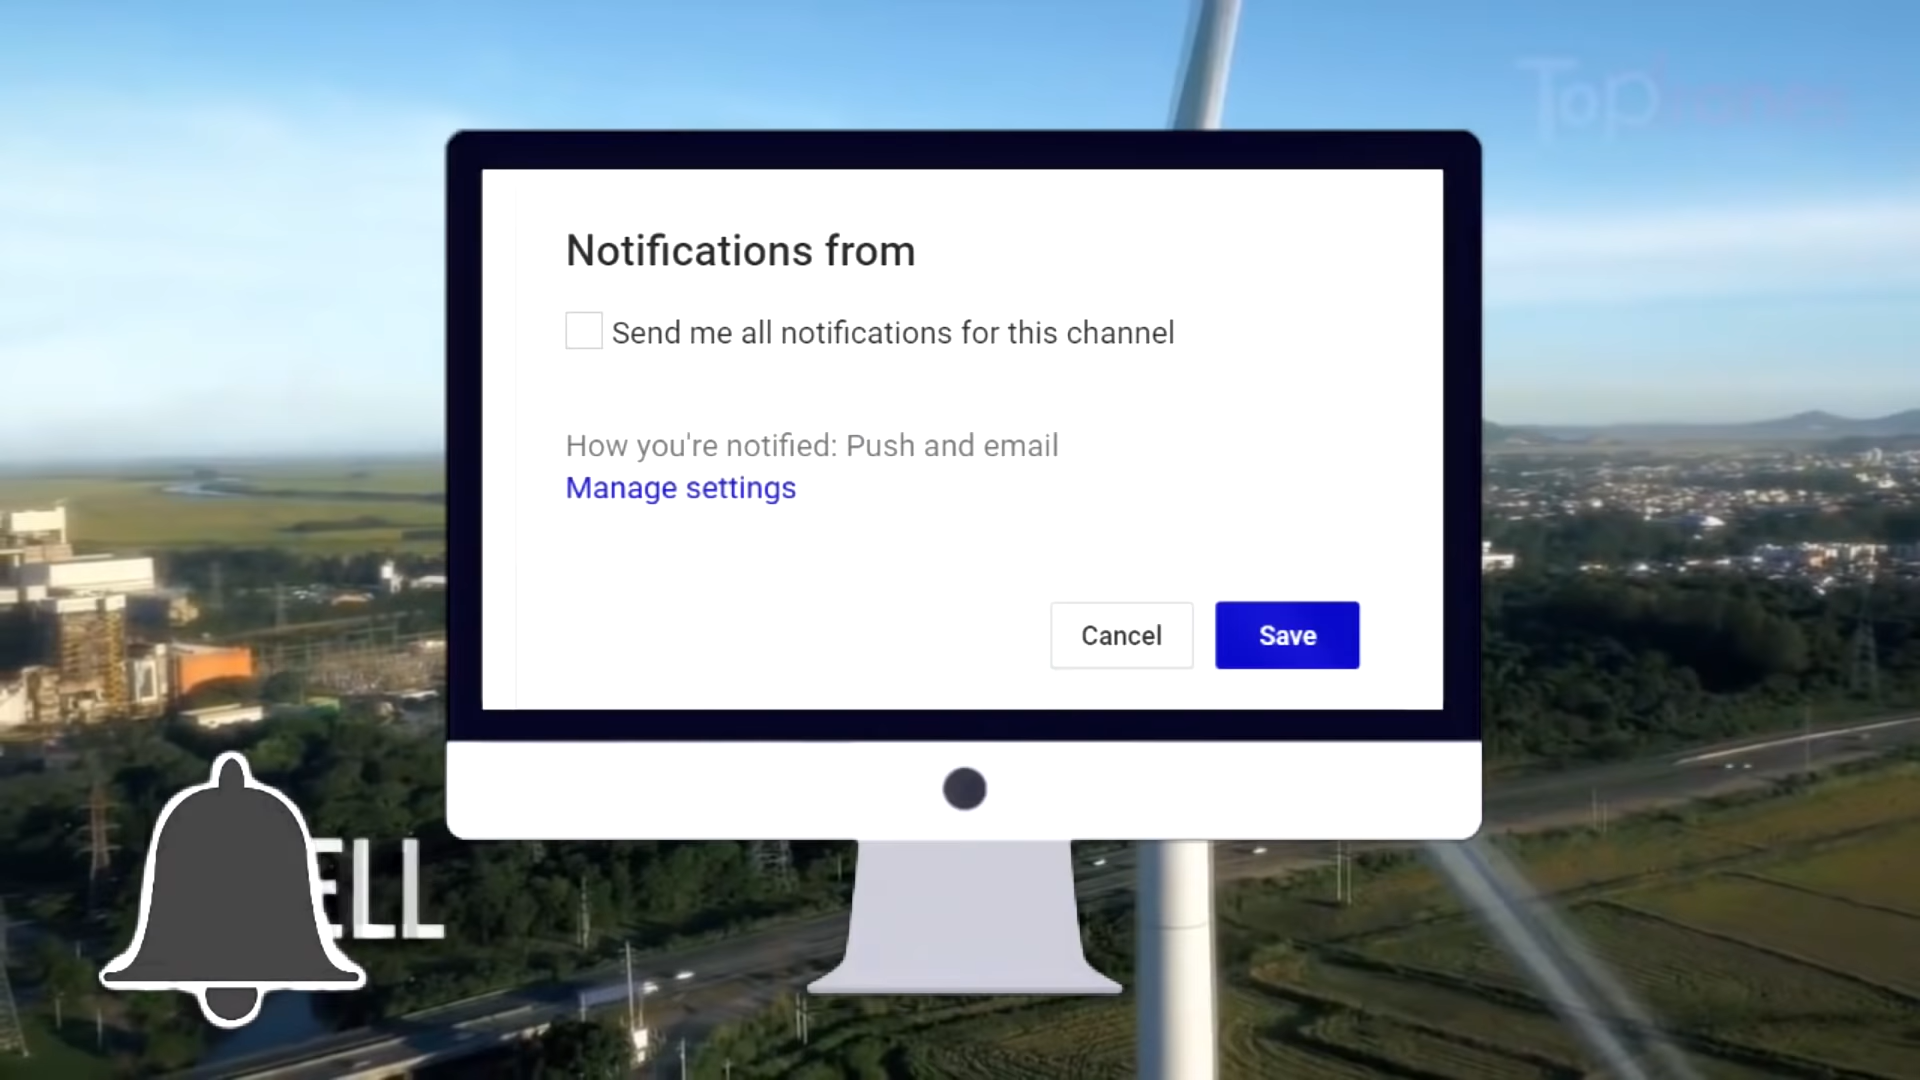 Top
Notifications from
Send me all notifications for this channel
How you're notified: Push and email
Manage settings
Cancel
Save
ELL